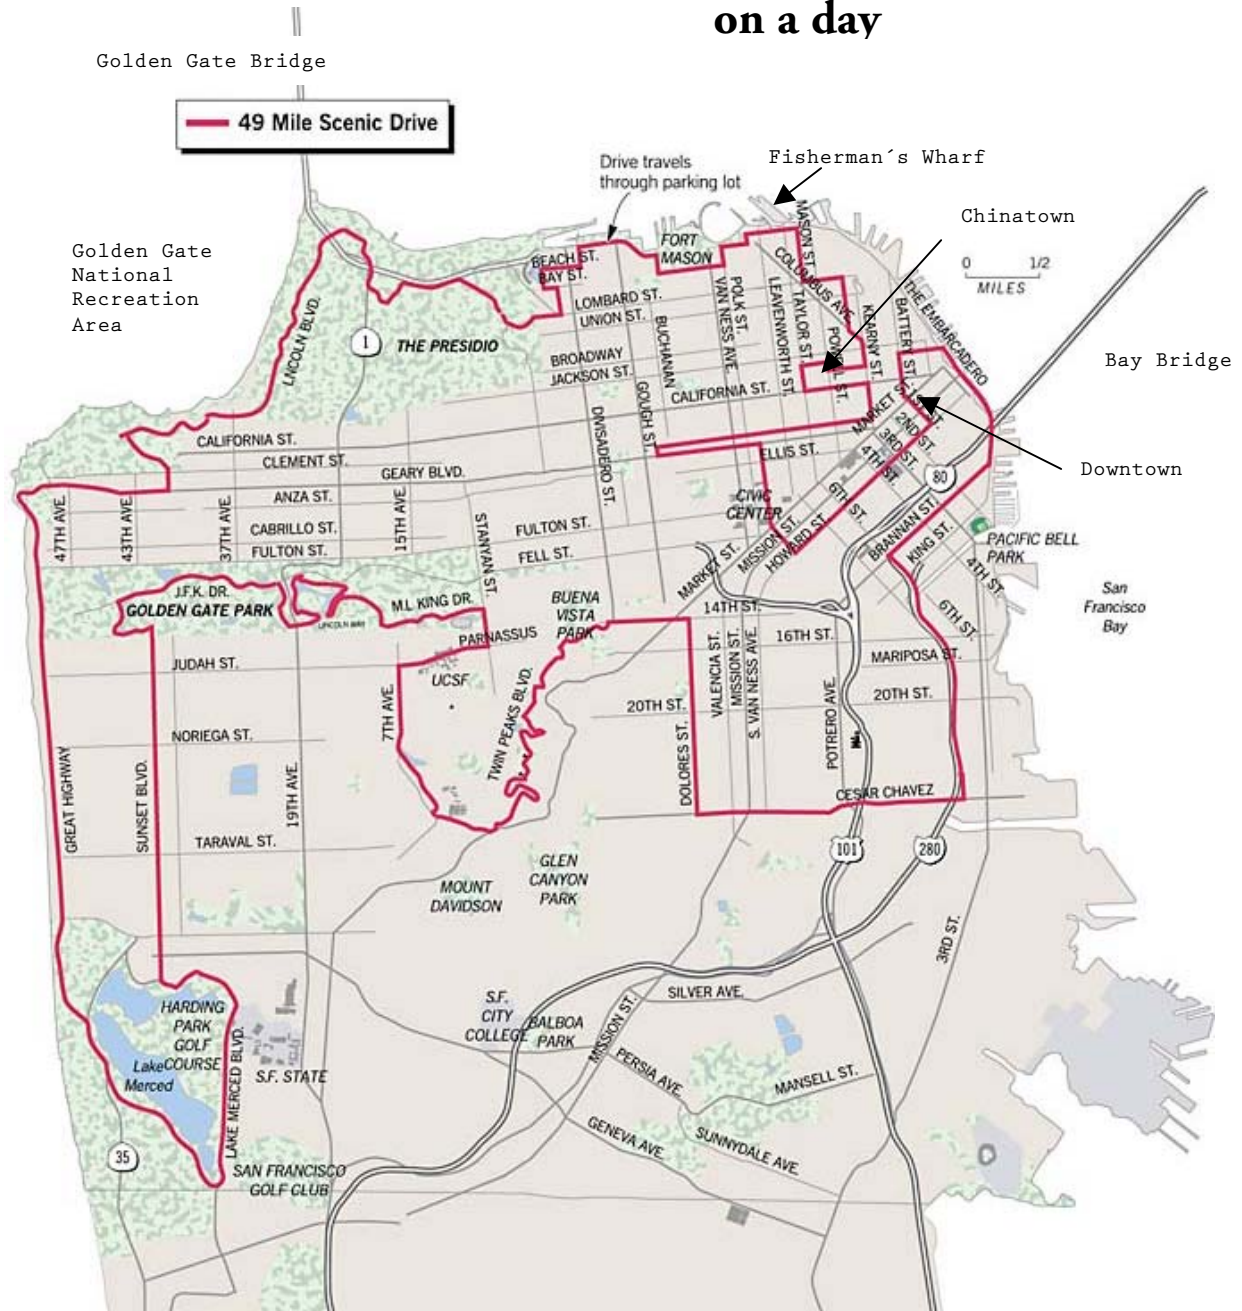 on a day
Golden Gate Bridge
49 Mile Scenic Drive
Drive travels
through parking lot
Fisherman´s Wharf
Chinatown
Golden Gate
National
Recreation
Area
0 1/2
MILES
FORT
MASON
MASON ST.
COLUMBUS AVE.
BEACH ST.
BAY ST.
LOMBARD ST.
UNION ST.
POLK ST.
VAN NESS AVE.
LEAVENWORTH ST.
TAYLOR ST.
POWELL ST.
KEARNY ST.
BATTERY ST.
THE EMBARCADERO
LNCOLN BLVD.
1
THE PRESIDIO
BROADWAY
JACKSON ST.
BUCHANAN
GOUGH ST.
CALIFORNIA ST.
DIVISADERO ST.
Bay Bridge
MARKET ST.
1ST ST.
2ND ST.
3RD ST.
4TH ST.
6TH ST.
Downtown
CALIFORNIA ST.
CLEMENT ST.
GEARY BLVD.
ELLIS ST.
80
47TH AVE.
43TH AVE.
37TH AVE.
15TH AVE.
ANZA ST.
CABRILLO ST.
FULTON ST.
STANYAN ST.
FULTON ST.
FELL ST.
CIVIC
CENTER
MARKET ST.
MISSION ST.
HOWARD ST.
BRANNAN ST.
KING ST.
4TH ST.
6TH ST.
PACIFIC BELL
PARK
San
Francisco
Bay
J.F.K. DR.
GOLDEN GATE PARK
LINCOLN WAY
M.L KING DR.
PARNASSUS
BUENA
VISTA
PARK
14TH ST.
16TH ST.
MARIPOSA ST.
JUDAH ST.
UCSF
7TH AVE.
TWIN PEAKS BLVD.
20TH ST.
DOLORES ST.
VALENCIA ST.
MISSION ST.
S. VAN NESS AVE.
POTRERO AVE.
20TH ST.
NORIEGA ST.
GREAT HIGHWAY
SUNSET BLVD.
19TH AVE.
CESAR CHAVEZ
TARAVAL ST.
101
280
MOUNT
DAVIDSON
GLEN
CANYON
PARK
3RD ST.
HARDING
PARK
GOLF
COURSE
Lake
Merced
LAKE MERCED BLVD.
S.F. STATE
S.F.
CITY
COLLEGE
BALBOA
PARK
MISSION ST.
SILVER AVE.
PERSIA AVE.
MANSELL ST.
GENEVA AVE.
SUNNYDALE AVE.
35
SAN FRANCISCO
GOLF CLUB